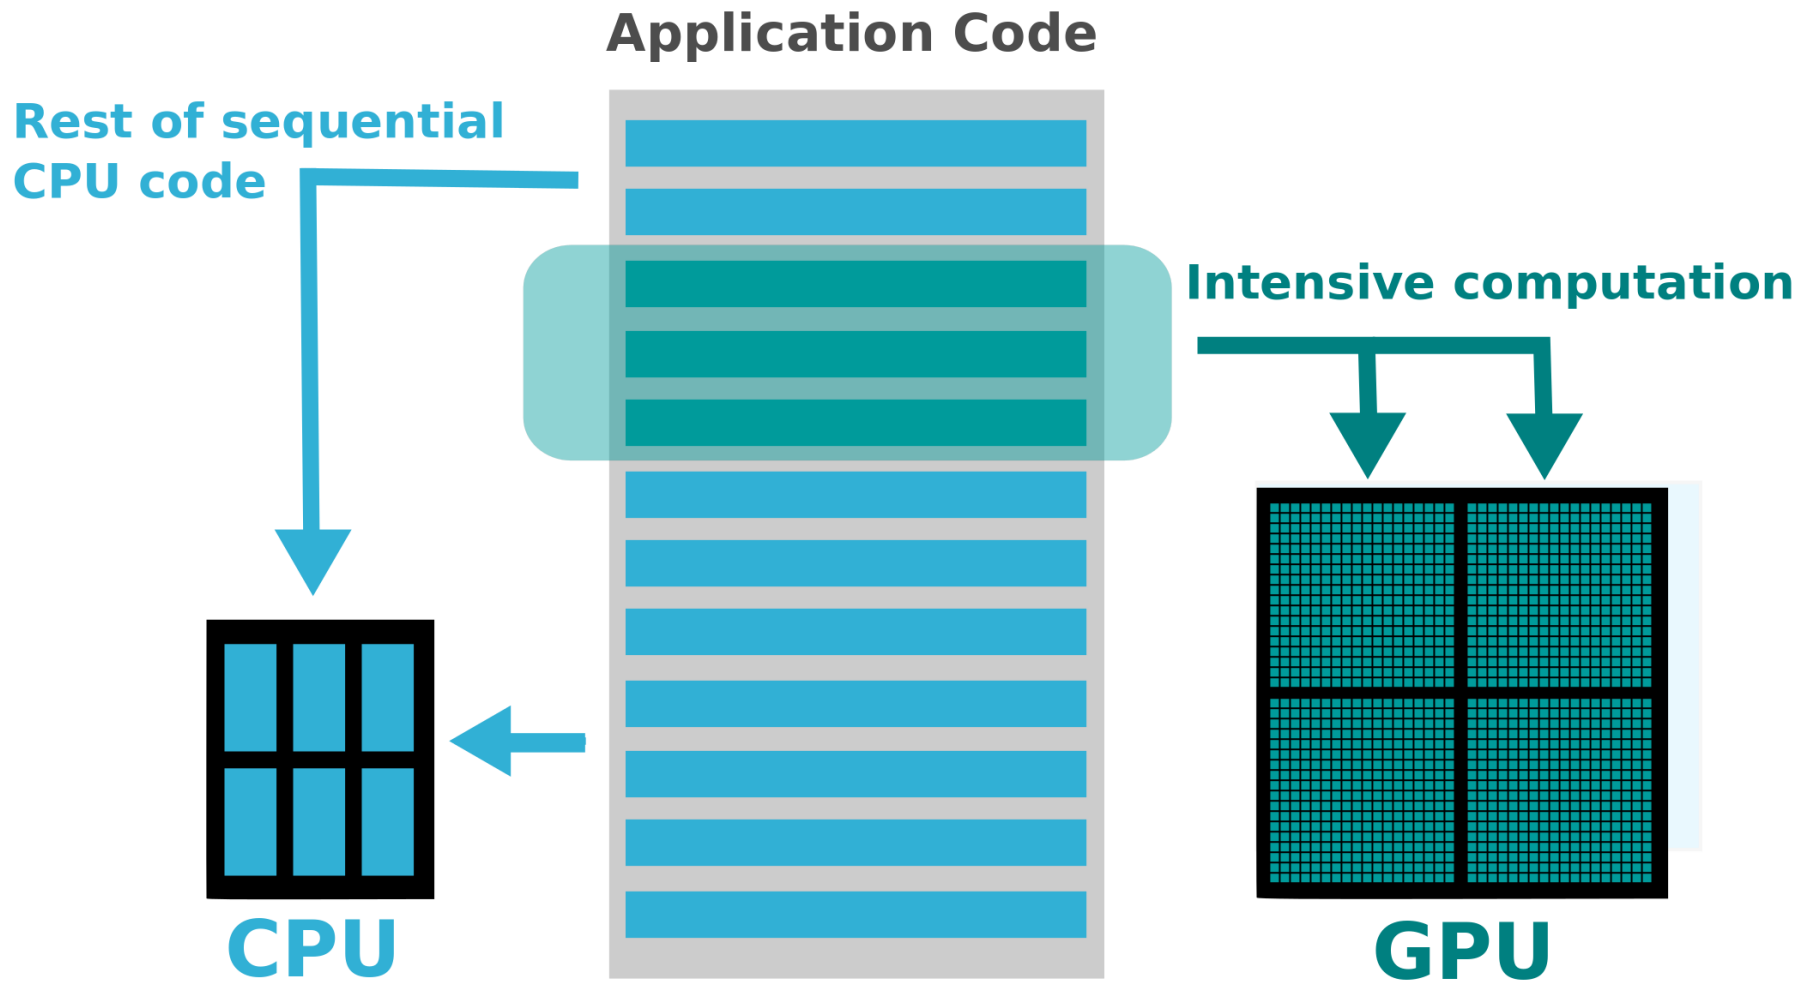 Application Code
Rest of sequential
CPU code
Intensive computation
CPU
GPU